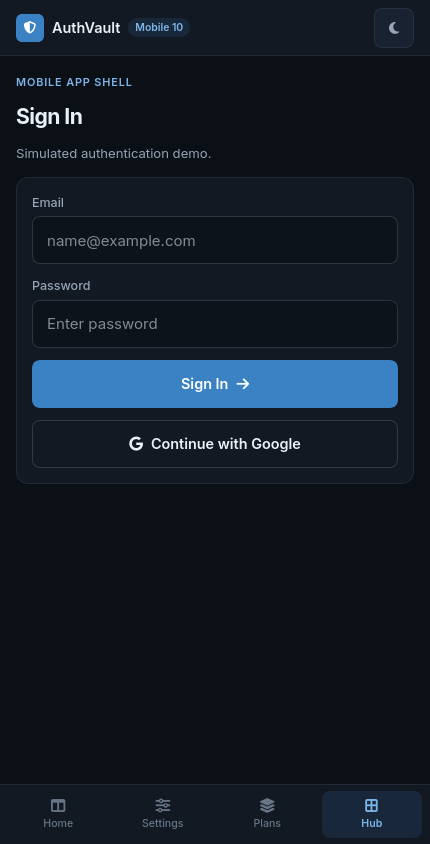 AuthVault Mobile 10
MOBILE APP SHELL
Sign In
Simulated authentication demo.
Email
name@example.com
Password
Enter password
Sign In →
Continue with Google
Home Settings Plans Hub